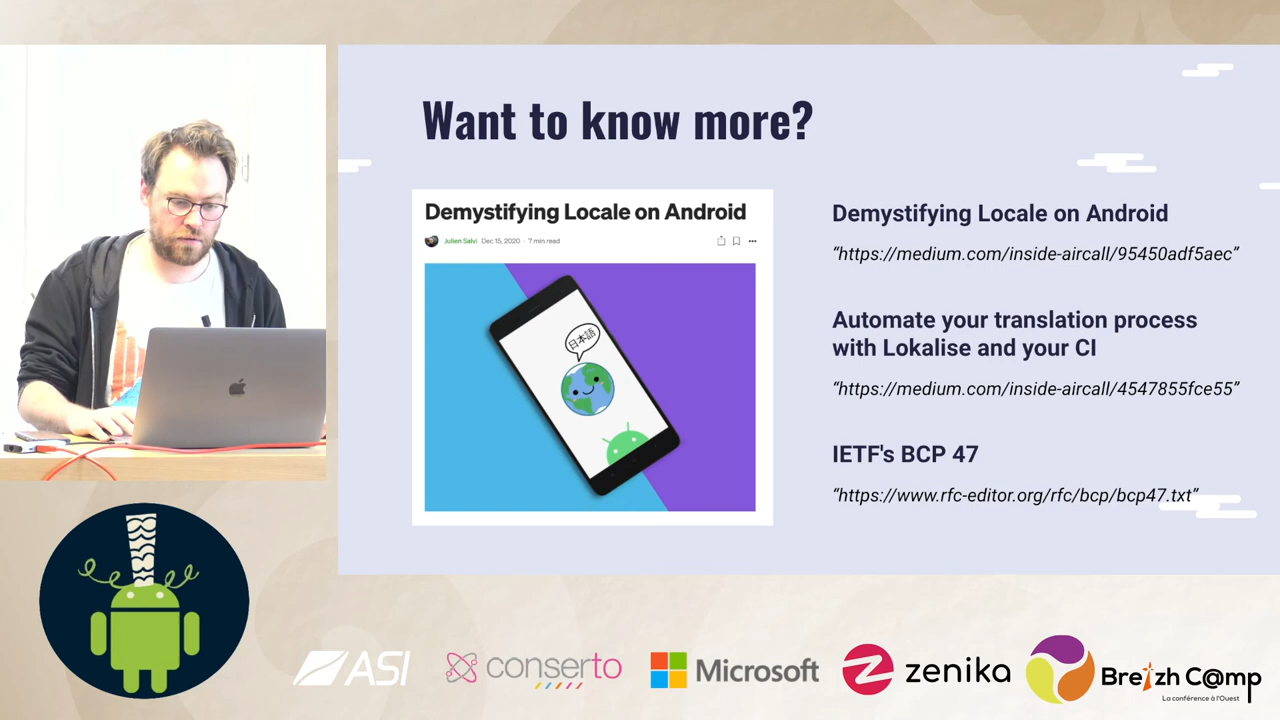 Want to know more?
Demystifying Locale on Android
Julien Salvi Dec 15, 2020 · 7 min read
日本語
Demystifying Locale on Android
“https://medium.com/inside-aircall/95450adf5aec”
Automate your translation process
with Lokalise and your CI
“https://medium.com/inside-aircall/4547855fce55”
IETF's BCP 47
“https://www.rfc-editor.org/rfc/bcp/bcp47.txt”
ASI
conserto
Microsoft
zenika
Breizh C@mp
La conférence à l'Ouest